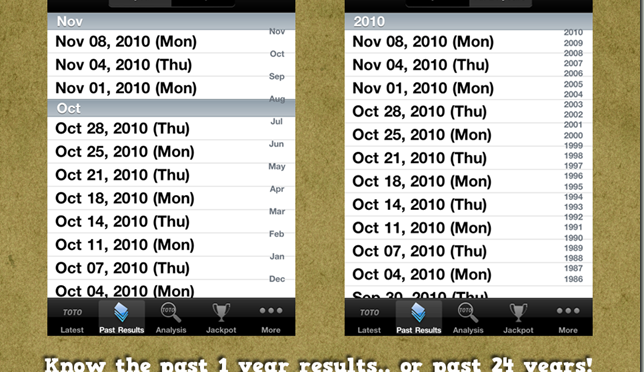 Nov
Nov 08, 2010 (Mon)
Nov 04, 2010 (Thu)
Nov 01, 2010 (Mon)
Oct
Oct 28, 2010 (Thu)
Oct 25, 2010 (Mon)
Oct 21, 2010 (Thu)
Oct 18, 2010 (Mon)
Oct 14, 2010 (Thu)
Oct 11, 2010 (Mon)
Oct 07, 2010 (Thu)
Oct 04, 2010 (Mon)
Nov
Oct
Sep
Aug
Jul
Jun
May
Apr
Mar
Feb
Jan
Dec
TOTO
TOTO
Latest Past Results Analysis Jackpot More
2010
Nov 08, 2010 (Mon)
Nov 04, 2010 (Thu)
Nov 01, 2010 (Mon)
Oct 28, 2010 (Thu)
Oct 25, 2010 (Mon)
Oct 21, 2010 (Thu)
Oct 18, 2010 (Mon)
Oct 14, 2010 (Thu)
Oct 11, 2010 (Mon)
Oct 07, 2010 (Thu)
Oct 04, 2010 (Mon)
Sep 30, 2010 (Thu)
2010
2009
2008
2007
2006
2005
2004
2003
2002
2001
2000
1999
1998
1997
1996
1995
1994
1993
1992
1991
1990
1989
1988
1987
1986
TOTO
TOTO
Latest Past Results Analysis Jackpot More
Know the past 1 year results.. or past 24 years!